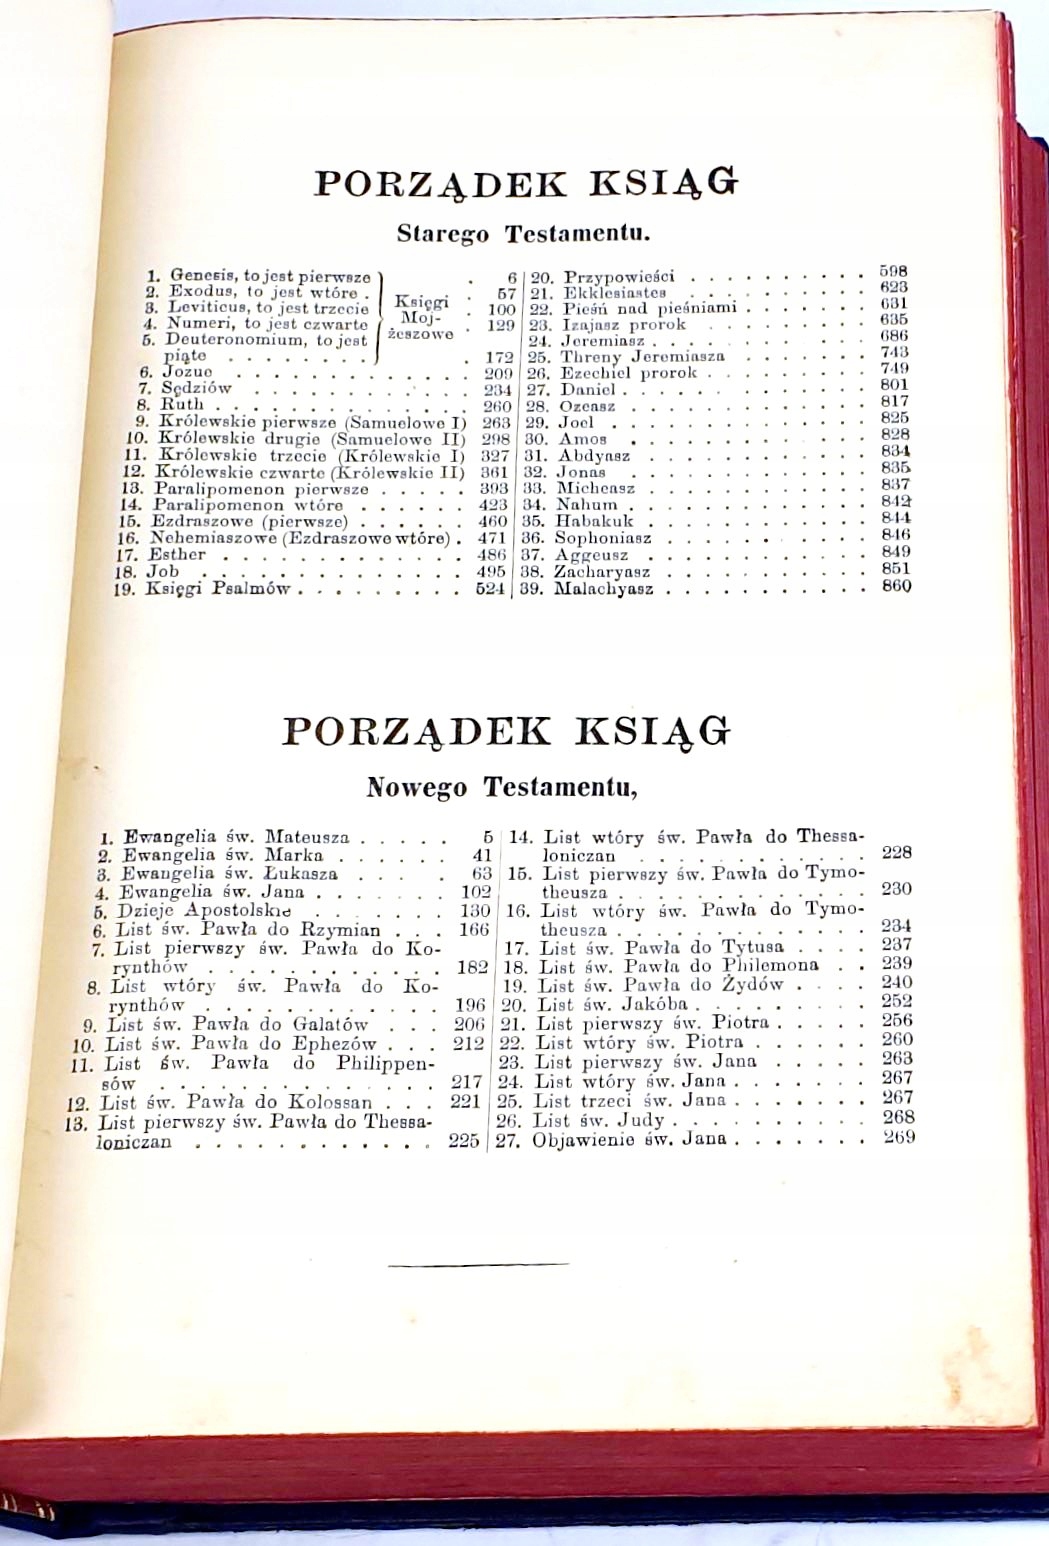 PORZĄDEK KSIĄG
Starego Testamentu.
1. Genesis, to jest pierwsze . 6
2. Exodus, to jest wtóre . . 57
3. Leviticus, to jest trzecie . 100
4. Numeri, to jest czwarte . 129
5. Deuteronomium, to jest
piąte . . . . . . . . . 172
Księgi
Moj-
żeszowe
6. Jozue . . . . . . . . . . . . . 209
7. Sędziów . . . . . . . . . . . . 234
8. Ruth . . . . . . . . . . . . . . 260
9. Królewskie pierwsze (Samuelowe I) 263
10. Królewskie drugie (Samuelowe II) 298
11. Królewskie trzecie (Królewskie I) 327
12. Królewskie czwarte (Królewskie II) 361
13. Paralipomenon pierwsze . . . . . 393
14. Paralipomenon wtóre . . . . . . 423
15. Ezdraszowe (pierwsze) . . . . . . 460
16. Nehemiaszowe (Ezdraszowe wtóre) . 471
17. Esther . . . . . . . . . . . . . 486
18. Job . . . . . . . . . . . . . . 495
19. Księgi Psalmów . . . . . . . . . 524
20. Przypowieści . . . . . . . . . . 598
21. Ekklesiastes . . . . . . . . . . 623
22. Pieśń nad pieśniami . . . . . . . 631
23. Izajasz prorok . . . . . . . . . 635
24. Jeremiasz . . . . . . . . . . . . 686
25. Threny Jeremiasza . . . . . . . . 743
26. Ezechiel prorok . . . . . . . . . 749
27. Daniel . . . . . . . . . . . . . 801
28. Ozeasz . . . . . . . . . . . . . 817
29. Joel . . . . . . . . . . . . . . 825
30. Amos . . . . . . . . . . . . . 828
31. Abdyasz . . . . . . . . . . . . 834
32. Jonas . . . . . . . . . . . . . 835
33. Micheasz . . . . . . . . . . . . 837
34. Nahum . . . . . . . . . . . . . 842
35. Habakuk . . . . . . . . . . . . 844
36. Sophoniasz . . . . . . . . . . . 846
37. Aggeusz . . . . . . . . . . . . 849
38. Zacharyasz . . . . . . . . . . . 851
39. Malachyasz . . . . . . . . . . . 860
PORZĄDEK KSIĄG
Nowego Testamentu,
1. Ewangelia św. Mateusza . . . . . 5
2. Ewangelia św. Marka . . . . . . 41
3. Ewangelia św. Łukasza . . . . . 63
4. Ewangelia św. Jana . . . . . . . 102
5. Dzieje Apostolskie . . . . . . . 130
6. List św. Pawła do Rzymian . . . 166
7. List pierwszy św. Pawła do Ko-
rynthów . . . . . . . . . . . 182
8. List wtóry św. Pawła do Ko-
rynthów . . . . . . . . . . . 196
9. List św. Pawła do Galatów . . . 206
10. List św. Pawła do Ephezów . . . 212
11. List św. Pawła do Philippen-
sów . . . . . . . . . . . . . 217
12. List św. Pawła do Kolossan . . . 221
13. List pierwszy św. Pawła do Thessa-
loniczan . . . . . . . . . . . 225
14. List wtóry św. Pawła do Thessa-
loniczan . . . . . . . . . . . 228
15. List pierwszy św. Pawła do Tymo-
theusza . . . . . . . . . . . . 230
16. List wtóry św. Pawła do Tymo-
theusza . . . . . . . . . . . . 234
17. List św. Pawła do Tytusa . . . . 237
18. List św. Pawła do Philemona . . 239
19. List św. Pawła do Żydów . . . . 240
20. List św. Jakóba . . . . . . . . . 252
21. List pierwszy św. Piotra . . . . . 256
22. List wtóry św. Piotra . . . . . . 260
23. List pierwszy św. Jana . . . . . . 263
24. List wtóry św. Jana . . . . . . . 267
25. List trzeci św. Jana . . . . . . . 267
26. List św. Judy . . . . . . . . . . 268
27. Objawienie św. Jana . . . . . . . 269